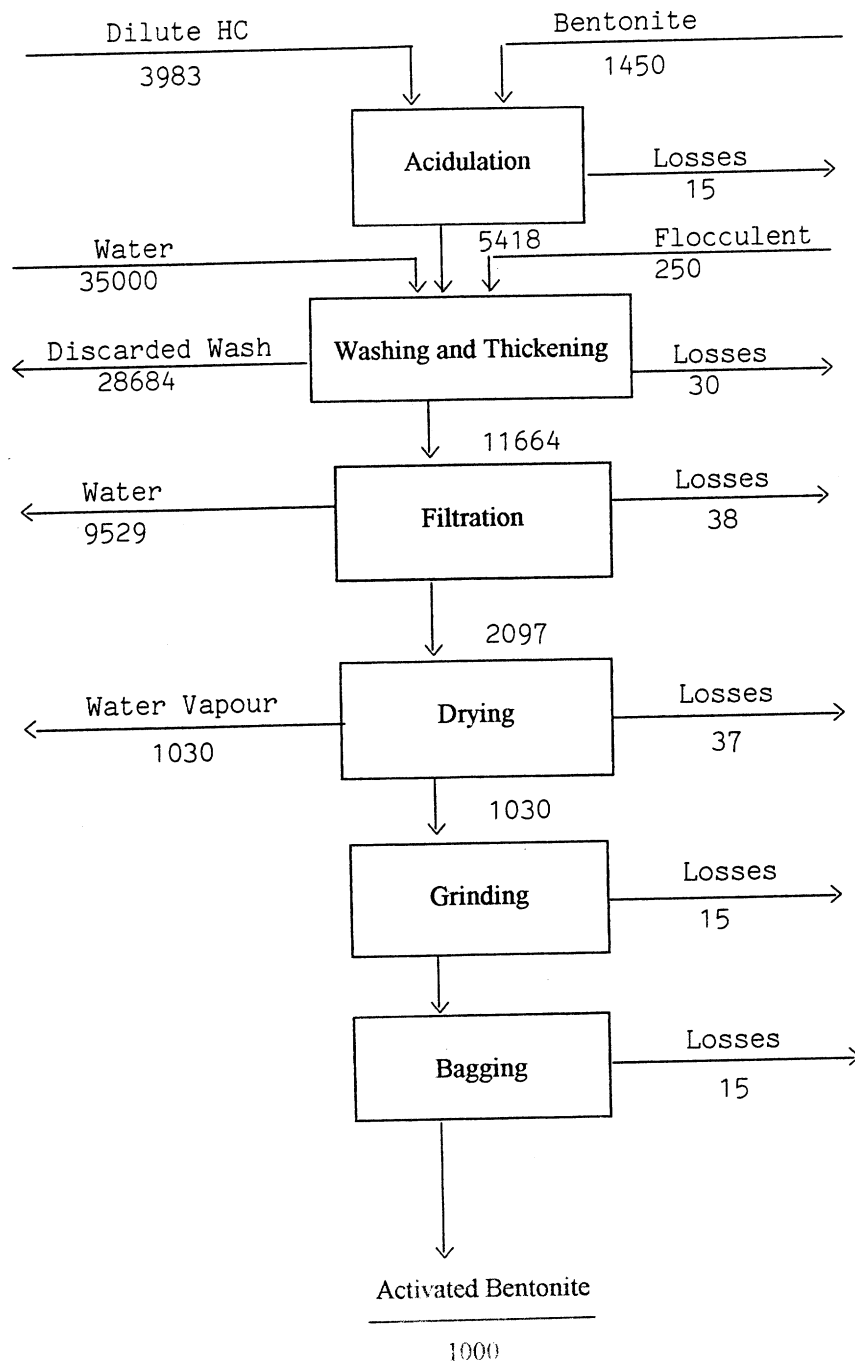 Dilute HC
3983
Bentonite
1450
Acidulation
Losses
15
5418
Water
35000
Flocculent
250
Washing and Thickening
Discarded Wash
28684
Losses
30
11664
Water
9529
Filtration
Losses
38
2097
Water Vapour
1030
Drying
Losses
37
1030
Grinding
Losses
15
Bagging
Losses
15
Activated Bentonite
1000